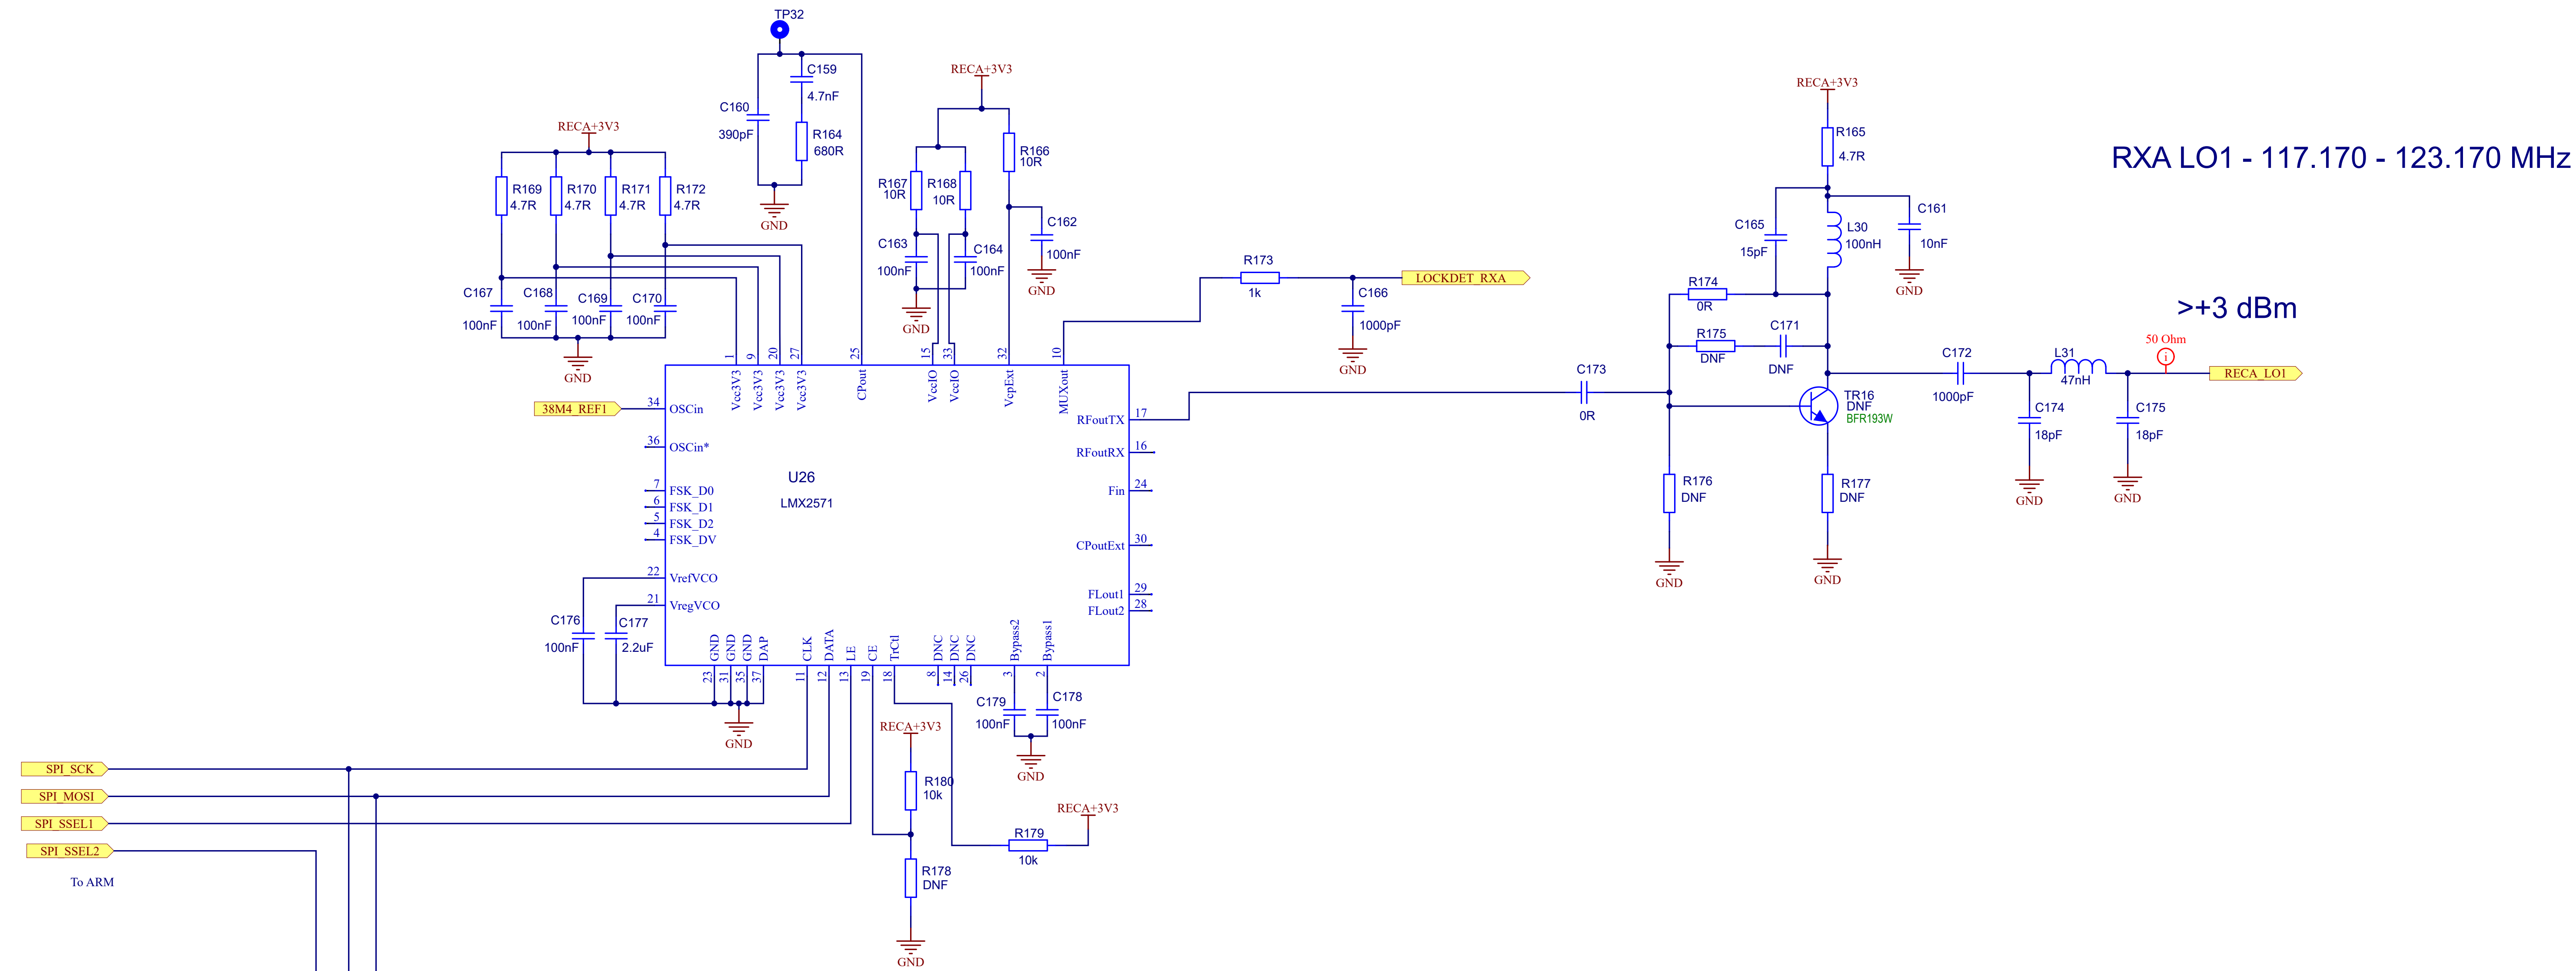 TP32
C159
4.7nF
C160
390pF
R164
680R
GND
RECA+3V3
R169
4.7R
R170
4.7R
R171
4.7R
R172
4.7R
C167
100nF
C168
100nF
C169
100nF
C170
100nF
GND
RECA+3V3
R166
10R
R167
10R
R168
10R
C163
100nF
C164
100nF
C162
100nF
GND
GND
R173
1k
LOCKDET_RXA
C166
1000pF
GND
RECA+3V3
R165
4.7R
C165
15pF
L30
100nH
C161
10nF
GND
RXA LO1 - 117.170 - 123.170 MHz
>+3 dBm
R174
0R
R175
DNF
C171
DNF
C173
0R
TR16
DNF
BFR193W
C172
1000pF
L31
47nH
50 Ohm
i
RECA_LO1
C174
18pF
C175
18pF
GND
GND
R176
DNF
R177
DNF
GND
GND
1
9
20
27
25
15
33
32
10
Vcc3V3
Vcc3V3
Vcc3V3
Vcc3V3
CPout
VccIO
VccIO
VcpExt
MUXout
38M4_REF1
34
OSCin
36
OSCin*
7
FSK_D0
6
FSK_D1
5
FSK_D2
4
FSK_DV
22
VrefVCO
21
VregVCO
U26
LMX2571
RFoutTX
17
RFoutRX
16
Fin
24
CPoutExt
30
FLout1
29
FLout2
28
GND
GND
GND
DAP
CLK
DATA
LE
CE
TrCtl
DNC
DNC
DNC
Bypass2
Bypass1
23
31
35
37
11
12
13
19
18
8
14
26
3
2
C176
100nF
C177
2.2uF
GND
C179
100nF
C178
100nF
GND
RECA+3V3
R180
10k
R178
DNF
GND
RECA+3V3
R179
10k
SPI_SCK
SPI_MOSI
SPI_SSEL1
SPI_SSEL2
To ARM